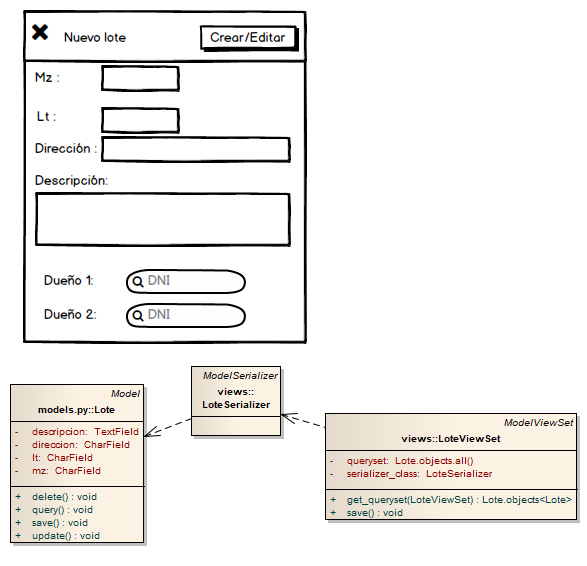 Nuevo lote
Crear/Editar
Mz :
Lt :
Dirección :
Descripción:
Dueño 1:
DNI
Dueño 2:
DNI
Model
models.py::Lote
- descripcion: TextField
- direccion: CharField
- lt: CharField
- mz: CharField
+ delete() : void
+ query() : void
+ save() : void
+ update() : void
ModelSerializer
views::
LoteSerializer
ModelViewSet
views::LoteViewSet
- queryset: Lote.objects.all()
- serializer_class: LoteSerializer
+ get_queryset(LoteViewSet) : Lote.objects<Lote>
+ save() : void